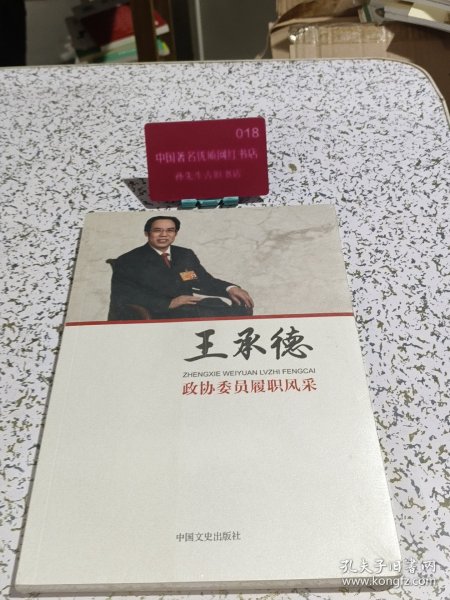 018
中国著名优质网红书店
孙先生古旧书店
王承德
ZHENGXIE WEIYUAN LVZHI FENGCAI
政协委员履职风采
中国文史出版社
孔夫子旧书网
www.kongfz.com